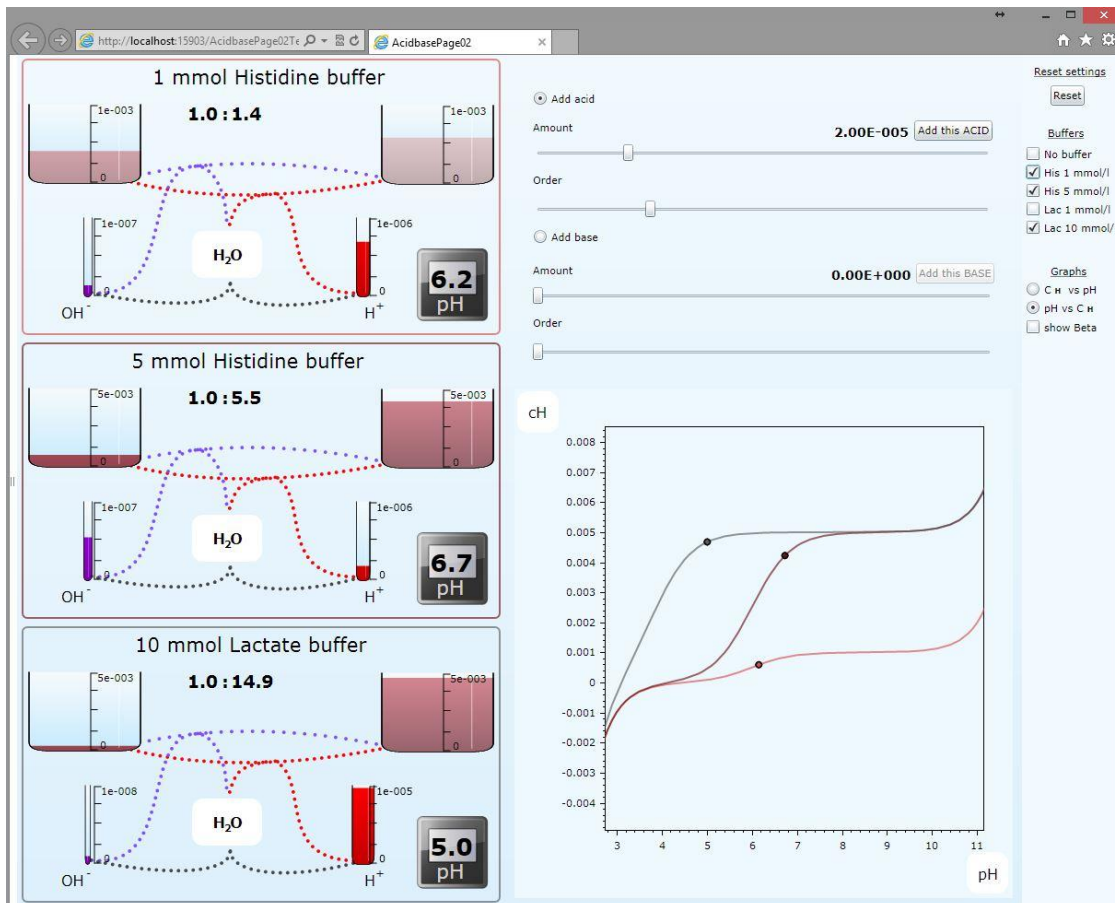 http://localhost:15903/AcidbasePage02Te
AcidbasePage02
1 mmol Histidine buffer
1.0 : 1.4
1e-003
0
1e-003
0
1e-007
0
OH-
H2O
1e-006
0
H+
6.2
pH
5 mmol Histidine buffer
1.0 : 5.5
5e-003
0
5e-003
0
1e-007
0
OH-
H2O
1e-006
0
H+
6.7
pH
10 mmol Lactate buffer
1.0 : 14.9
5e-003
0
5e-003
0
1e-008
0
OH-
H2O
1e-005
0
H+
5.0
pH
Add acid
Amount
2.00E-005 Add this ACID
Order
Add base
Amount
0.00E+000 Add this BASE
Order
cH
0.008
0.007
0.006
0.005
0.004
0.003
0.002
0.001
0
-0.001
-0.002
-0.003
-0.004
3 4 5 6 7 8 9 10 11
pH
Reset settings
Reset
Buffers
No buffer
His 1 mmol/l
His 5 mmol/l
Lac 1 mmol/l
Lac 10 mmol/
Graphs
C H vs pH
pH vs C H
show Beta